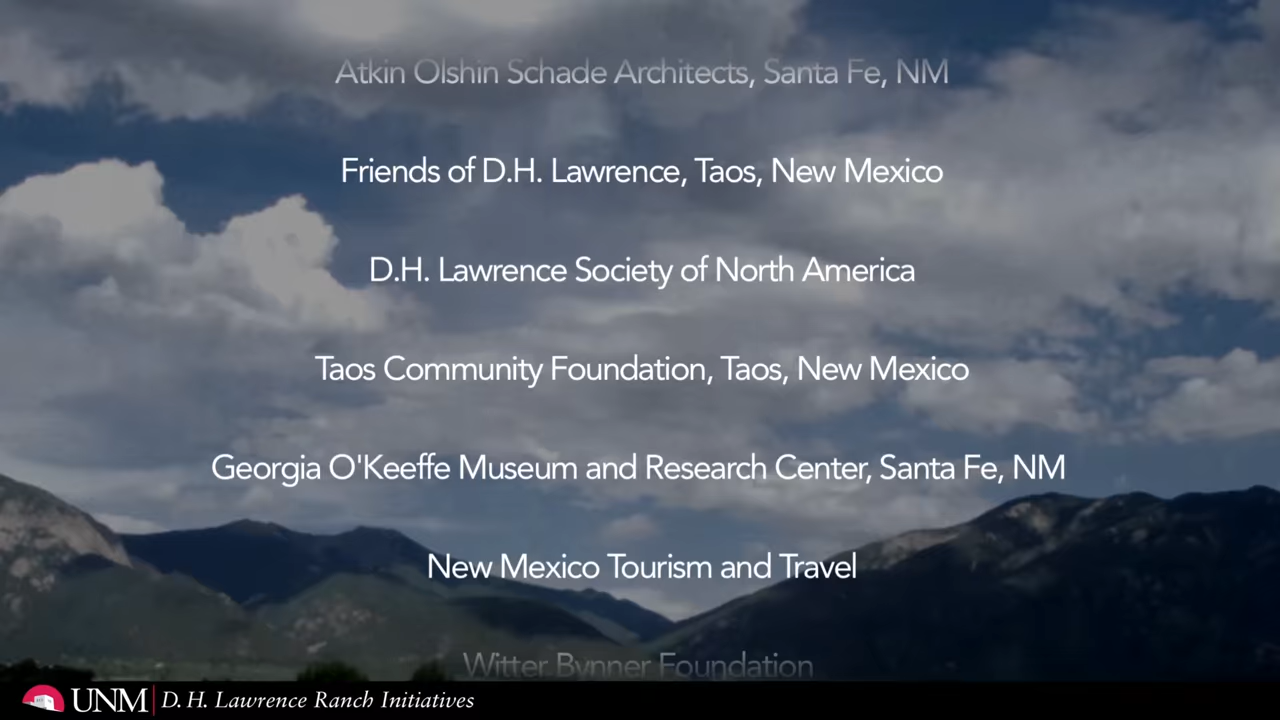 Atkin Olshin Schade Architects, Santa Fe, NM
Friends of D.H. Lawrence, Taos, New Mexico
D.H. Lawrence Society of North America
Taos Community Foundation, Taos, New Mexico
Georgia O'Keeffe Museum and Research Center, Santa Fe, NM
New Mexico Tourism and Travel
Witter Bynner Foundation
UNM D. H. Lawrence Ranch Initiatives